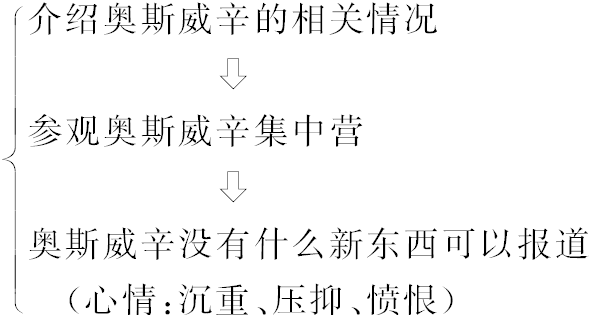 介绍奥斯威辛的相关情况
⇩
参观奥斯威辛集中营
⇩
奥斯威辛没有什么新东西可以报道
（心情:沉重、压抑、愤恨）